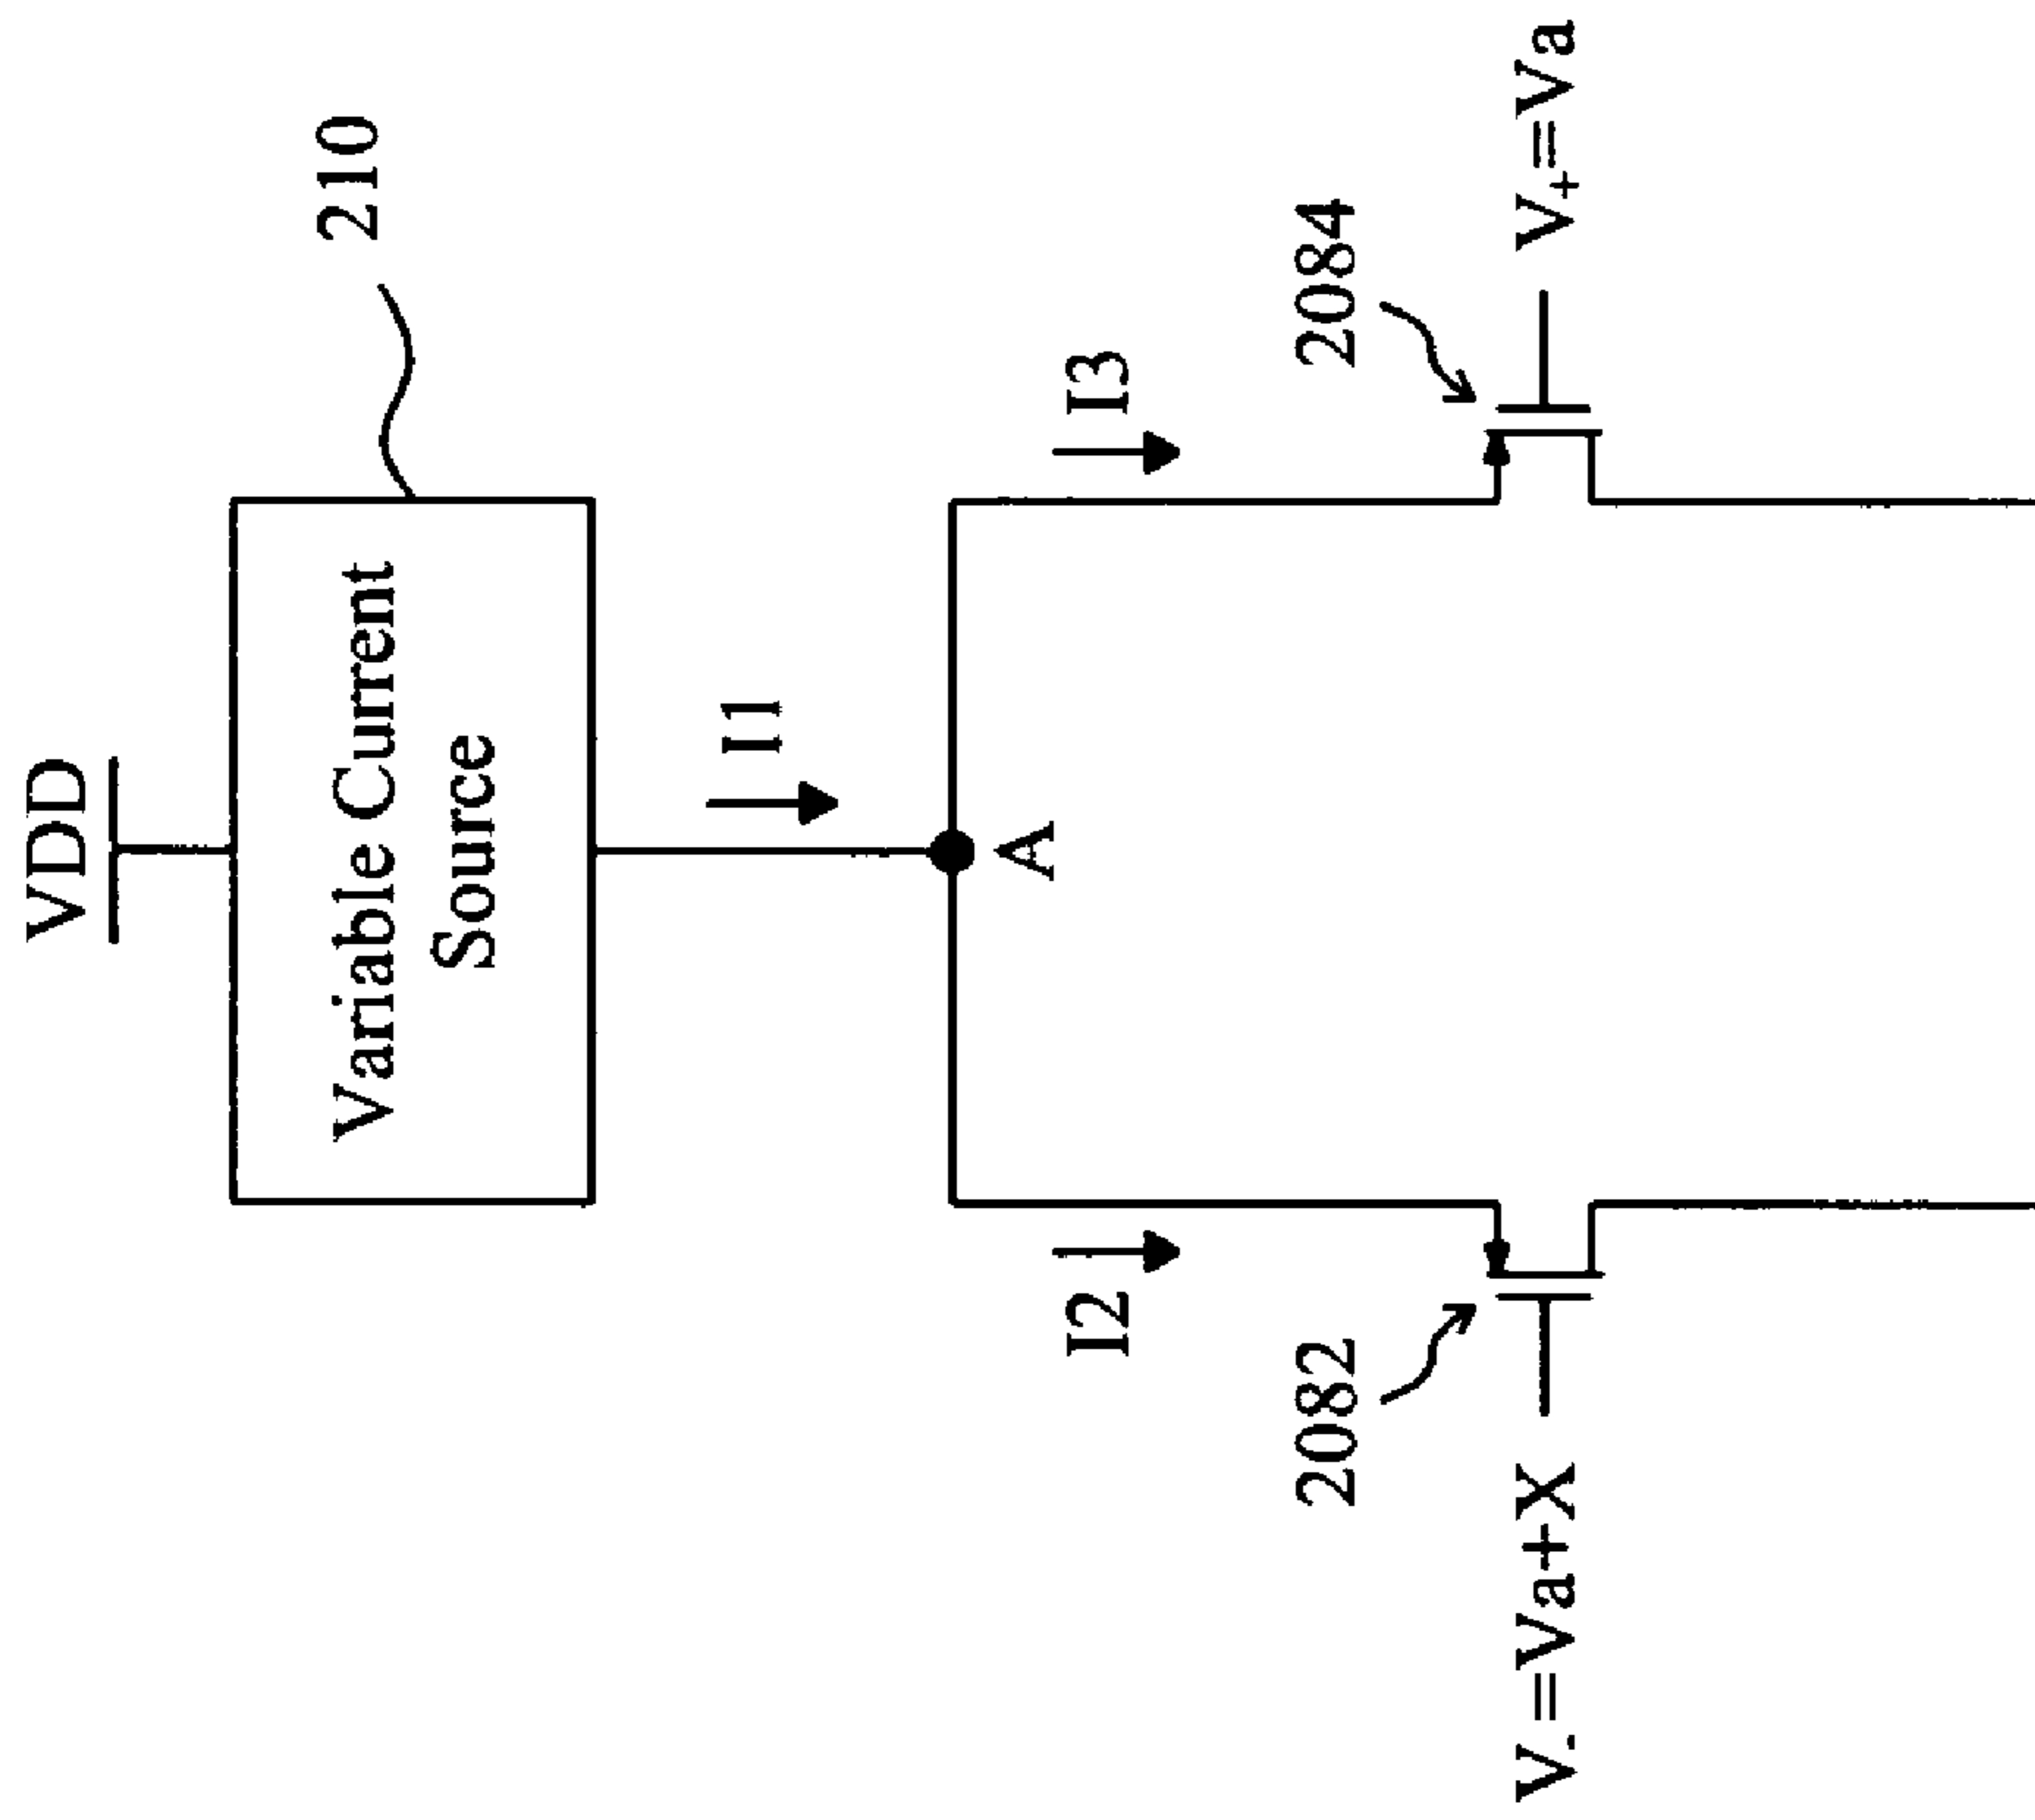 VDD
210
Variable Current
Source
I1
A
I2
I3
2082
2084
V-=Va+X
V+=Va